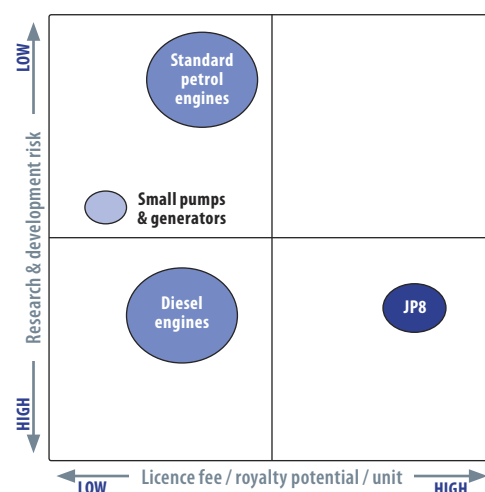 LOW
Research & development risk
HIGH
Standard
petrol
engines
Small pumps
& generators
Diesel
engines
JP8
LOW
Licence fee / royalty potential / unit
HIGH